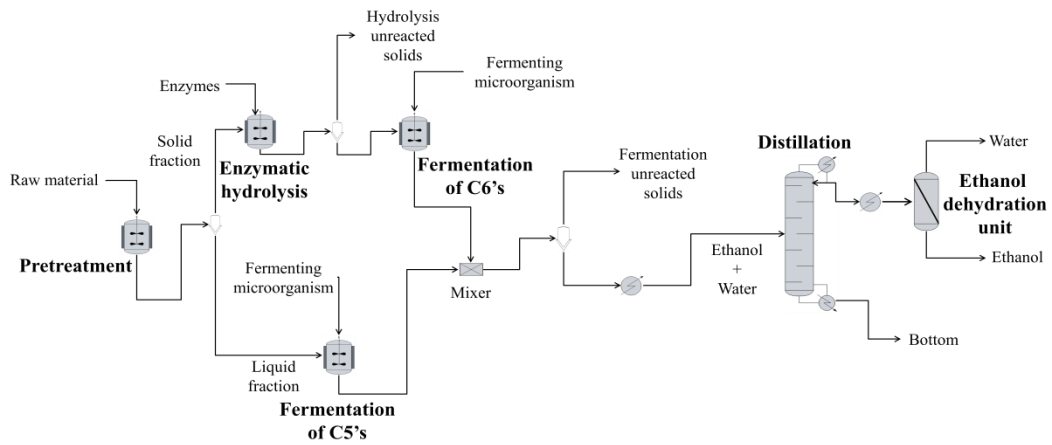 Hydrolysis
unreacted
solids
Fermenting
microorganism
Enzymes
Solid
fraction
Enzymatic
hydrolysis
Fermentation
of C6's
Raw material
Pretreatment
Fermentation
unreacted
solids
Distillation
Water
Ethanol
dehydration
unit
Ethanol
Ethanol
+
Water
Mixer
Fermenting
microorganism
Bottom
Liquid
fraction
Fermentation
of C5's